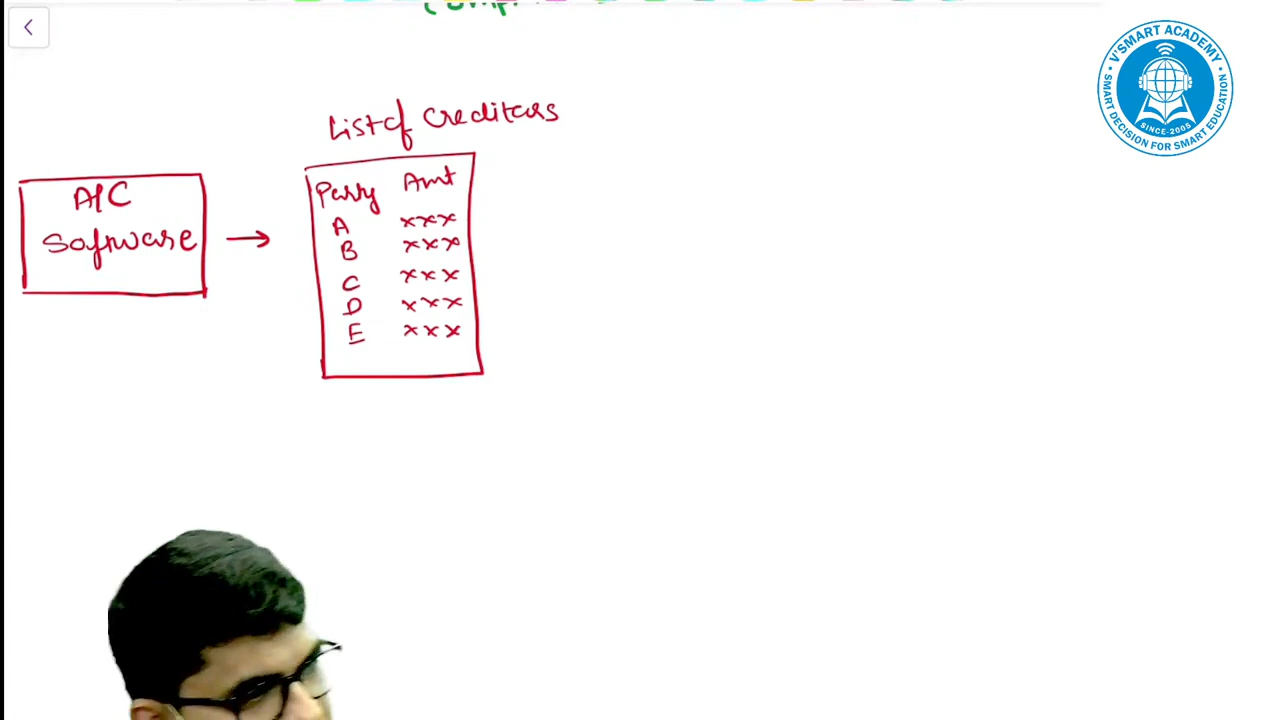 List of Creditors
A/C
Software
Party Amt
A xxx
B xxx
C xxx
D xxx
E xxx
V'SMART ACADEMY
SINCE-2005
SMART DECISION FOR SMART EDUCATION